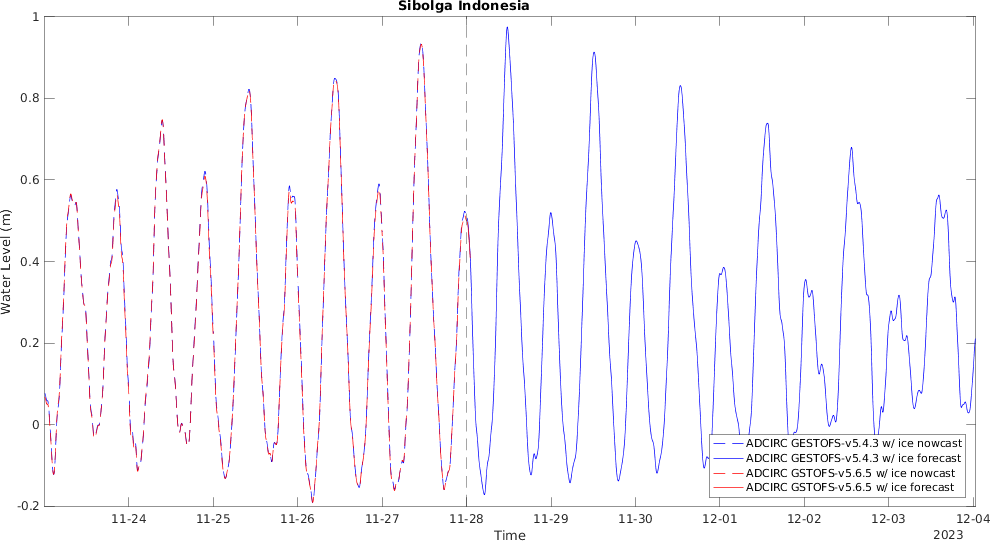 Sibolga Indonesia
1
0.8
0.6
0.4
0.2
0
-0.2
Water Level (m)
11-24
11-25
11-26
11-27
11-28
11-29
11-30
12-01
12-02
12-03
12-04
Time
2023
ADCIRC GESTOFS-v5.4.3 w/ ice nowcast
ADCIRC GESTOFS-v5.4.3 w/ ice forecast
ADCIRC GSTOFS-v5.6.5 w/ ice nowcast
ADCIRC GSTOFS-v5.6.5 w/ ice forecast